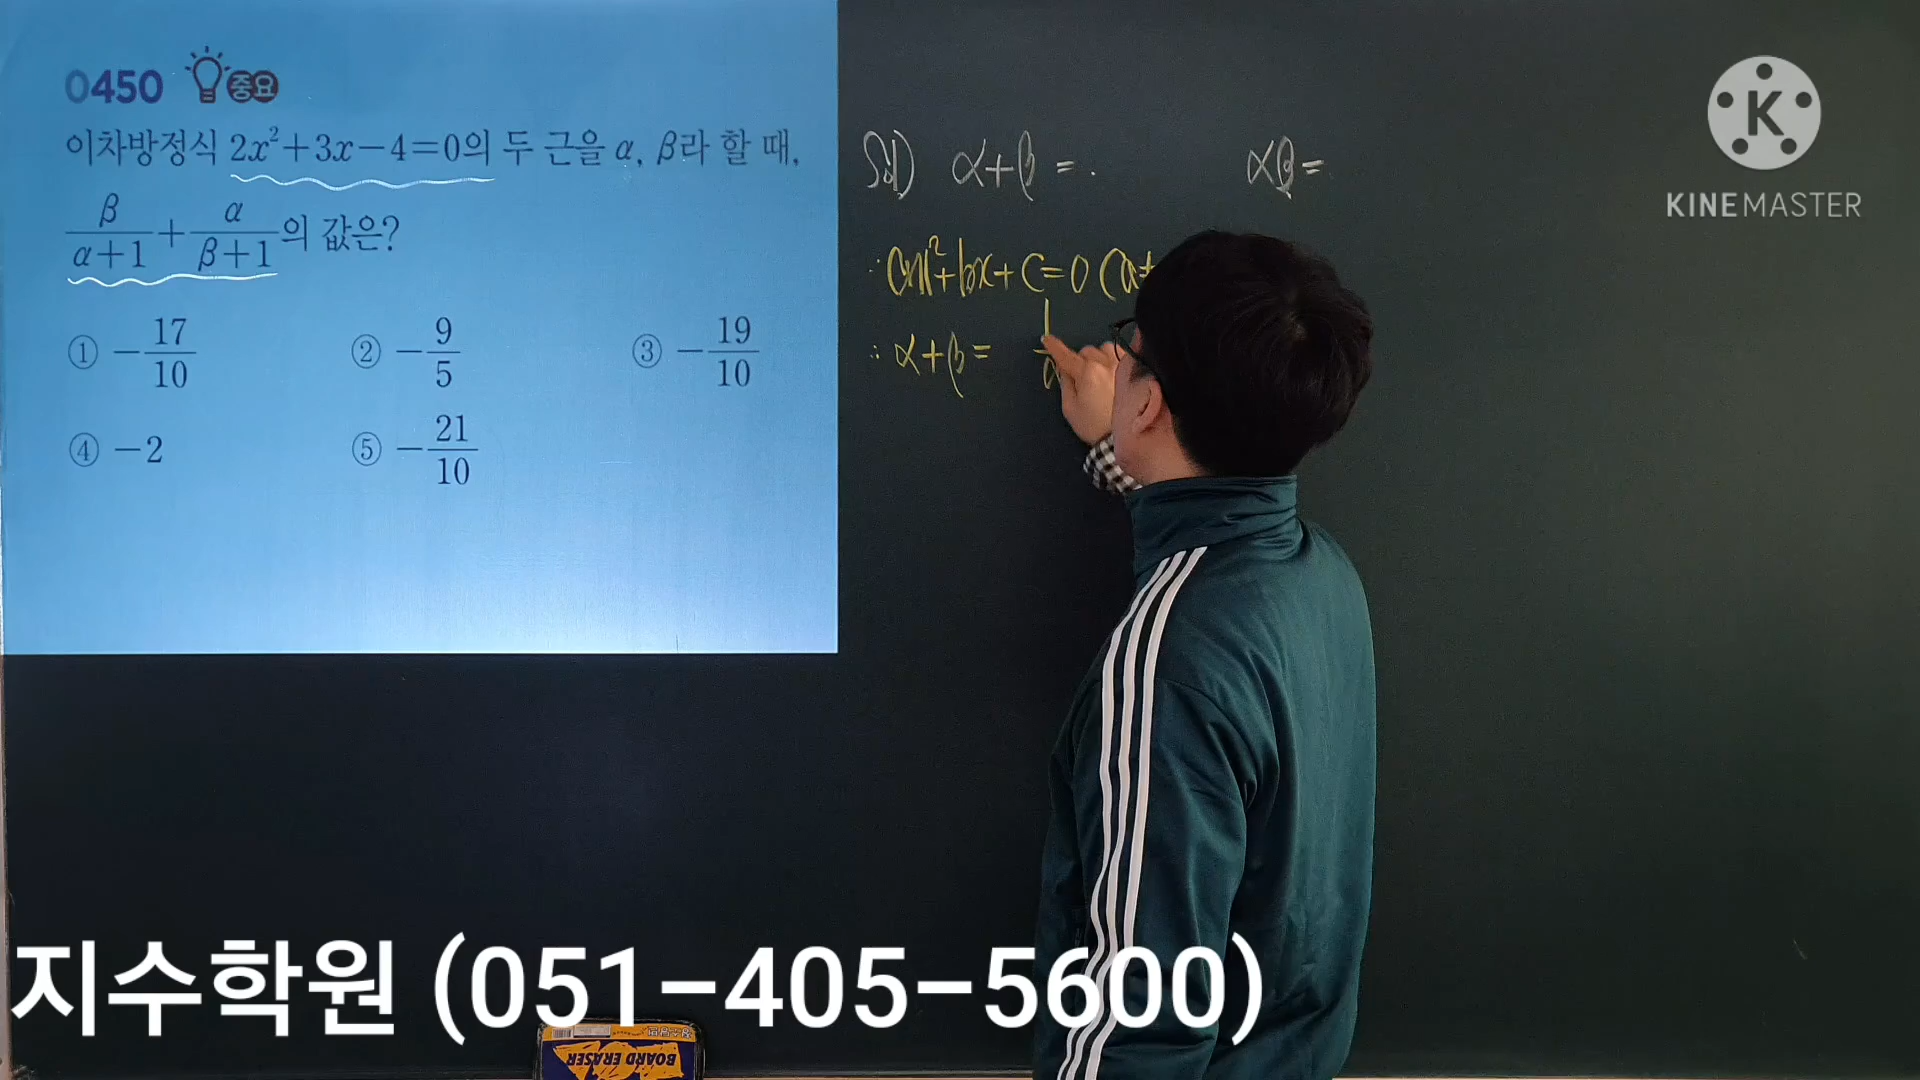 0450 중요
이차방정식 2x²+3x−4=0의 두 근을 α, β라 할 때,
β/(α+1) + α/(β+1)의 값은?
① −17/10 ② −9/5 ③ −19/10
④ −2 ⑤ −21/10
Sol) α+β = . αβ=
∴ ax²+bx+c=0 (a≠
∴ α+β=
K
KINEMASTER
지수학원 (051-405-5600)
BOARD ERASER